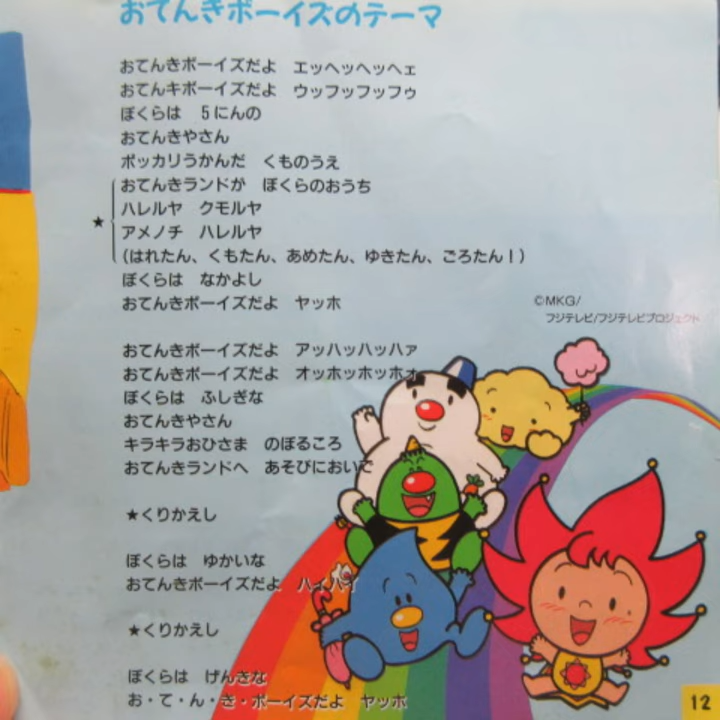 おてんきボーイズのテーマ
おてんきボーイズだよ　エッヘッヘッヘェ
おてんキボーイズだよ　ウッフッフッフゥ
ぼくらは　5にんの
おてんきやさん
ポッカリうかんだ　くものうえ
おてんきランドが　ぼくらのおうち
ハレルヤ　クモルヤ
★アメノチ　ハレルヤ
(はれたん、くもたん、あめたん、ゆきたん、ごろたん！)
ぼくらは　なかよし
おてんきボーイズだよ　ヤッホ
©MKG/
フジテレビ/フジテレビプロジェクト
おてんきボーイズだよ　アッハッハッハァ
おてんきボーイズだよ　オッホッホッホォ
ぼくらは　ふしぎな
おてんきやさん
キラキラおひさま　のぼるころ
おてんきランドへ　あそびにおいで
★くりかえし
ぼくらは　ゆかいな
おてんきボーイズだよ　ハイハイ
★くりかえし
ぼくらは　げんきな
お・て・ん・き・ボーイズだよ　ヤッホ
12